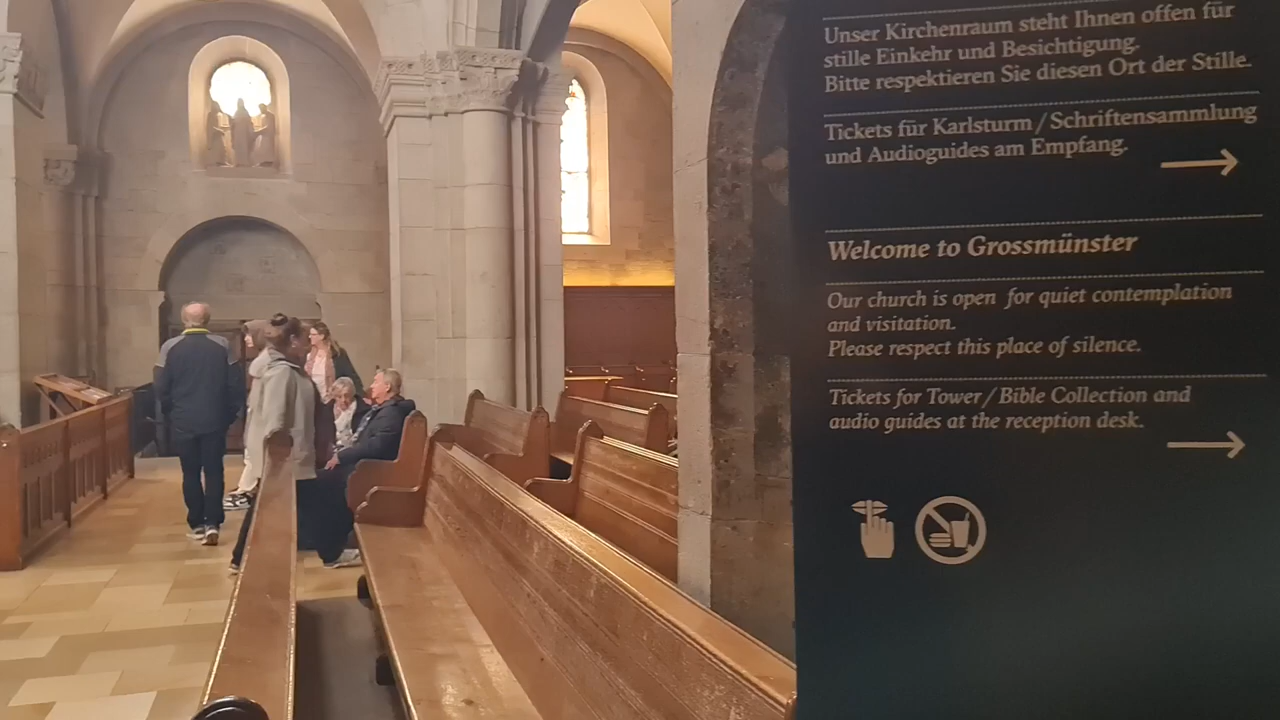 Unser Kirchenraum steht Ihnen offen für
stille Einkehr und Besichtigung.
Bitte respektieren Sie diesen Ort der Stille.
Tickets für Karlsturm / Schriftensammlung
und Audioguides am Empfang.
Welcome to Grossmünster
Our church is open for quiet contemplation
and visitation.
Please respect this place of silence.
Tickets for Tower / Bible Collection and
audio guides at the reception desk.